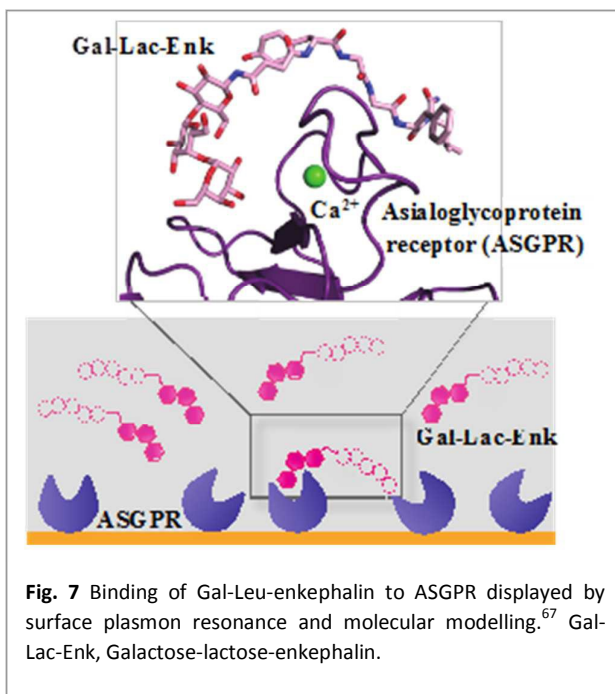 Gal-Lac-Enk
Ca2+
Asialoglycoprotein
receptor (ASGPR)
Gal-Lac-Enk
ASGPR
Fig. 7 Binding of Gal-Leu-enkephalin to ASGPR displayed by
surface plasmon resonance and molecular modelling.67 Gal-
Lac-Enk, Galactose-lactose-enkephalin.